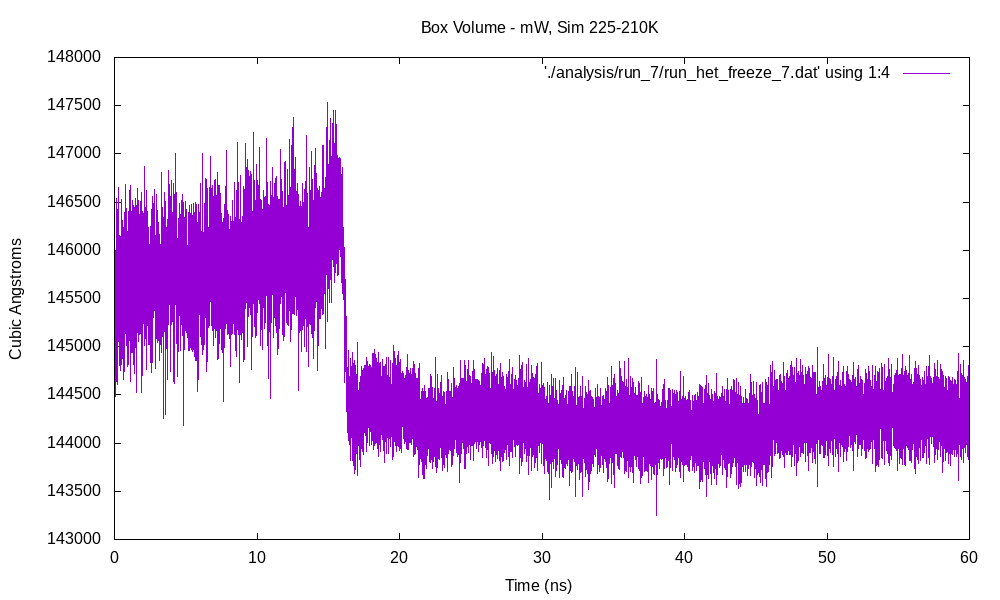 Box Volume - mW, Sim 225-210K
'./analysis/run_7/run_het_freeze_7.dat' using 1:4
148000
147500
147000
146500
146000
145500
145000
144500
144000
143500
143000
Cubic Angstroms
0 10 20 30 40 50 60
Time (ns)